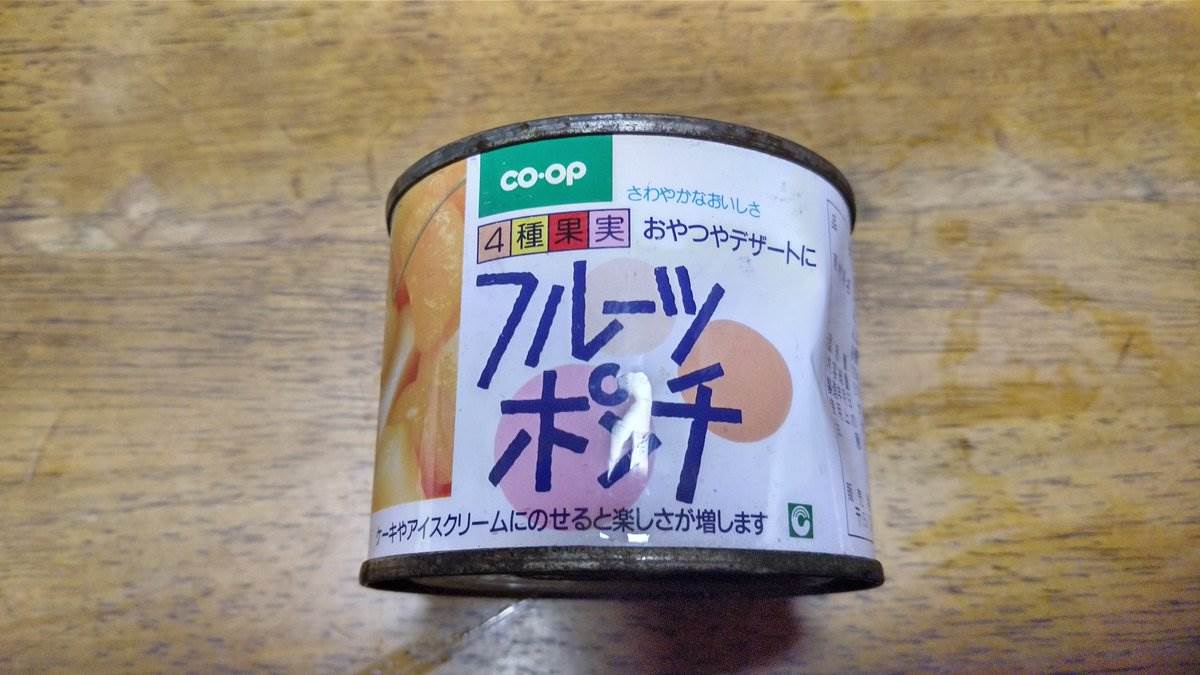 co·op
さわやかなおいしさ
4種果実
おやつやデザートに
フルーツ
ポンチ
ケーキやアイスクリームにのせると楽しさが増します